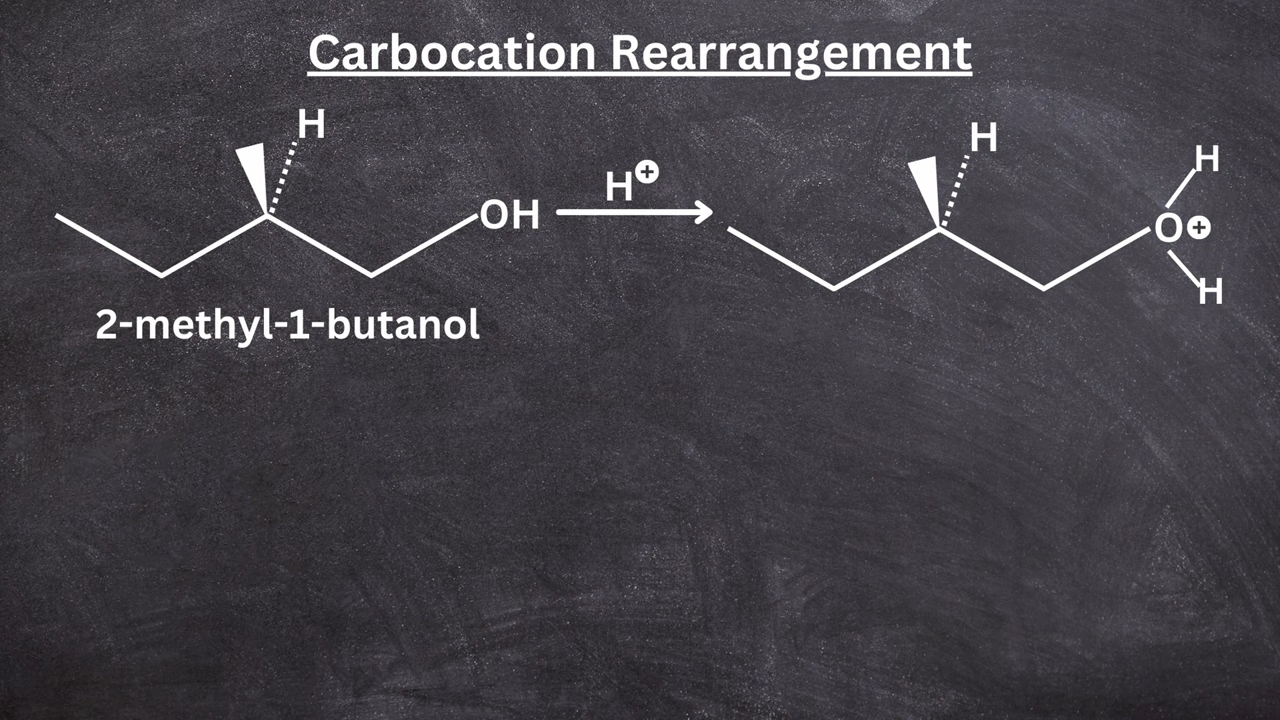 Carbocation Rearrangement
H
H
H
H⊕
OH
O⊕
H
2-methyl-1-butanol